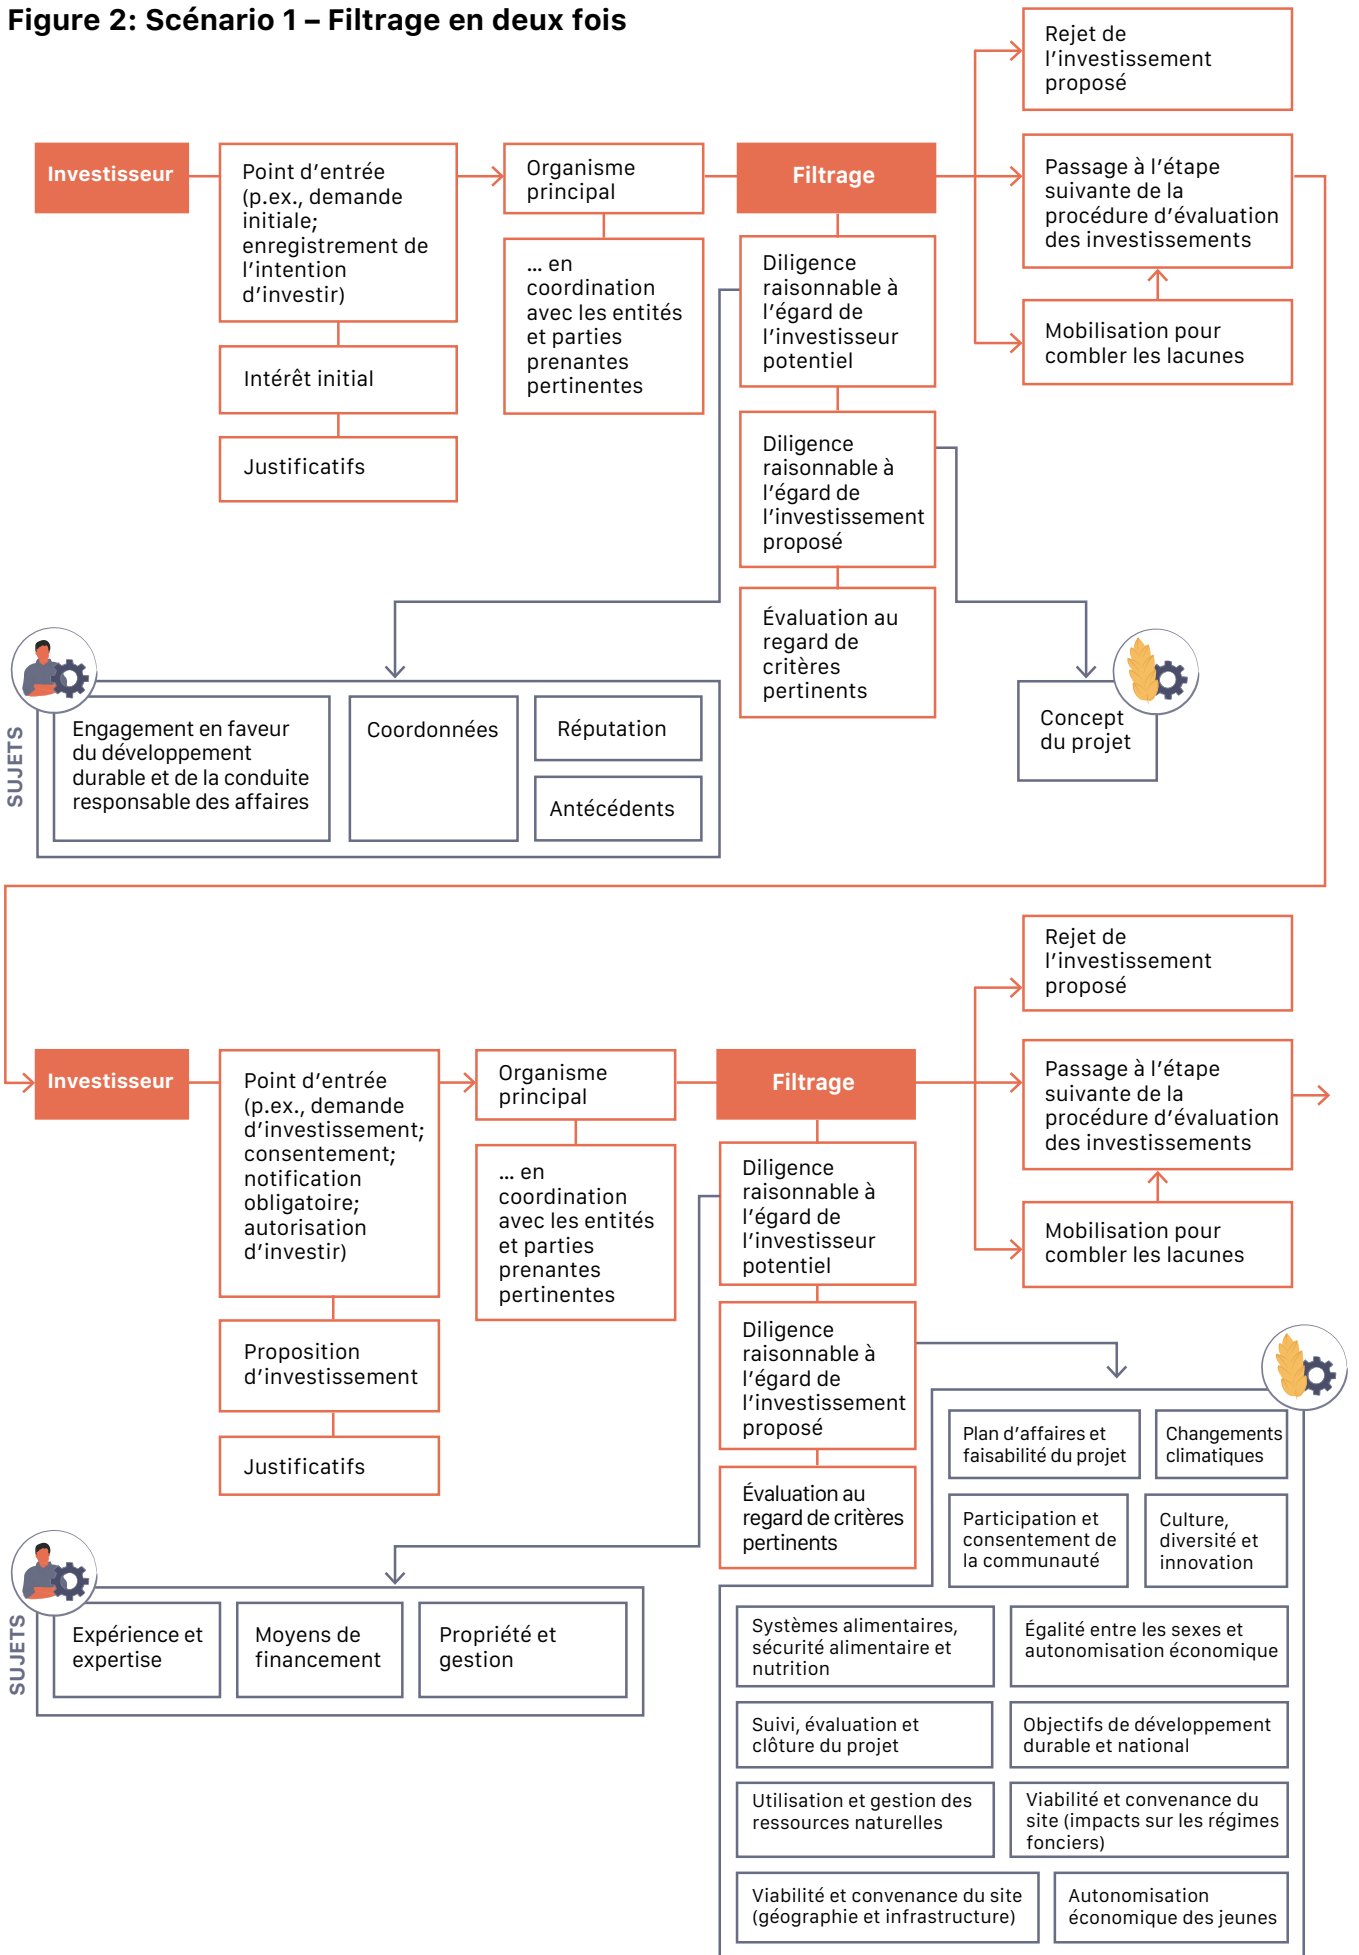 Figure 2: Scénario 1 – Filtrage en deux fois
Rejet de
l’investissement
proposé
Investisseur
Point d’entrée
(p.ex., demande
initiale;
enregistrement de
l’intention
d’investir)
Organisme
principal
Filtrage
Passage à l’étape
suivante de la
procédure d’évaluation
des investissements
... en
coordination
avec les entités
et parties
prenantes
pertinentes
Diligence
raisonnable à
l’égard de
l’investisseur
potentiel
Mobilisation pour
combler les lacunes
Intérêt initial
Justificatifs
Diligence
raisonnable à
l’égard de
l’investissement
proposé
Évaluation au
regard de
critères
pertinents
SUJETS
Engagement en faveur
du développement
durable et de la conduite
responsable des affaires
Coordonnées
Réputation
Antécédents
Concept
du projet
Rejet de
l’investissement
proposé
Investisseur
Point d’entrée
(p.ex., demande
d’investissement;
consentement;
notification
obligatoire;
autorisation
d’investir)
Organisme
principal
Filtrage
Passage à l’étape
suivante de la
procédure d’évaluation
des investissements
... en
coordination
avec les entités
et parties
prenantes
pertinentes
Diligence
raisonnable à
l’égard de
l’investisseur
potentiel
Mobilisation pour
combler les lacunes
Proposition
d’investissement
Justificatifs
Diligence
raisonnable à
l’égard de
l’investissement
proposé
Évaluation au
regard de critères
pertinents
Plan d’affaires et
faisabilité du projet
Changements
climatiques
Participation et
consentement de
la communauté
Culture,
diversité et
innovation
SUJETS
Expérience et
expertise
Moyens de
financement
Propriété et
gestion
Systèmes alimentaires,
sécurité alimentaire et
nutrition
Égalité entre les sexes et
autonomisation économique
Suivi, évaluation et
clôture du projet
Objectifs de développement
durable et national
Utilisation et gestion des
ressources naturelles
Viabilité et convenance du
site (impacts sur les régimes
fonciers)
Viabilité et convenance du site
(géographie et infrastructure)
Autonomisation
économique des jeunes